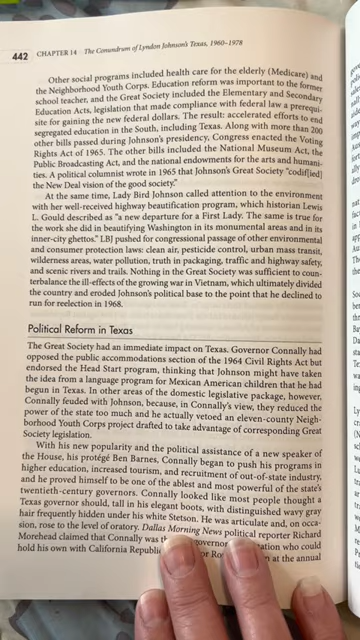 442 CHAPTER 14 The Conundrum of Lyndon Johnson's Texas, 1960–1978
Other social programs included health care for the elderly (Medicare) and
the Neighborhood Youth Corps. Education reform was important to the former
school teacher, and the Great Society included the Elementary and Secondary
Education Acts, legislation that made compliance with federal law a prerequi-
site for gaining the new federal dollars. The result: accelerated efforts to end
segregated education in the South, including Texas. Along with more than 200
other bills passed during Johnson's presidency, Congress enacted the Voting
Rights Act of 1965. The other bills included the National Museum Act, the
Public Broadcasting Act, and the national endowments for the arts and humani-
ties. A political columnist wrote in 1965 that Johnson's Great Society "codif[ied]
the New Deal vision of the good society."
At the same time, Lady Bird Johnson called attention to the environment
with her well-received highway beautification program, which historian Lewis
L. Gould described as "a new departure for a First Lady. The same is true for
the work she did in beautifying Washington in its monumental areas and in its
inner-city ghettos." LBJ pushed for congressional passage of other environmental
and consumer protection laws: clean air, pesticide control, urban mass transit,
wilderness areas, water pollution, truth in packaging, traffic and highway safety,
and scenic rivers and trails. Nothing in the Great Society was sufficient to coun-
terbalance the ill-effects of the growing war in Vietnam, which ultimately divided
the country and eroded Johnson's political base to the point that he declined to
run for reelection in 1968.
Political Reform in Texas
The Great Society had an immediate impact on Texas. Governor Connally had
opposed the public accommodations section of the 1964 Civil Rights Act but
endorsed the Head Start program, thinking that Johnson might have taken
the idea from a language program for Mexican American children that he had
begun in Texas. In other areas of the domestic legislative package, however,
Connally feuded with Johnson, because, in Connally's view, they reduced the
power of the state too much and he actually vetoed an eleven-county Neigh-
borhood Youth Corps project drafted to take advantage of corresponding Great
Society legislation.
With his new popularity and the political assistance of a new speaker of
the House, his protégé Ben Barnes, Connally began to push his programs in
higher education, increased tourism, and recruitment of out-of-state industry,
and he proved himself to be one of the ablest and most powerful of the state's
twentieth-century governors. Connally looked like most people thought a
Texas governor should, tall in his elegant boots, with distinguished wavy gray
hair frequently hidden under his white Stetson. He was articulate and, on occa-
sion, rose to the level of oratory. Dallas Morning News political reporter Richard
Morehead claimed that Connally was governor who could
hold his own with California at the annual